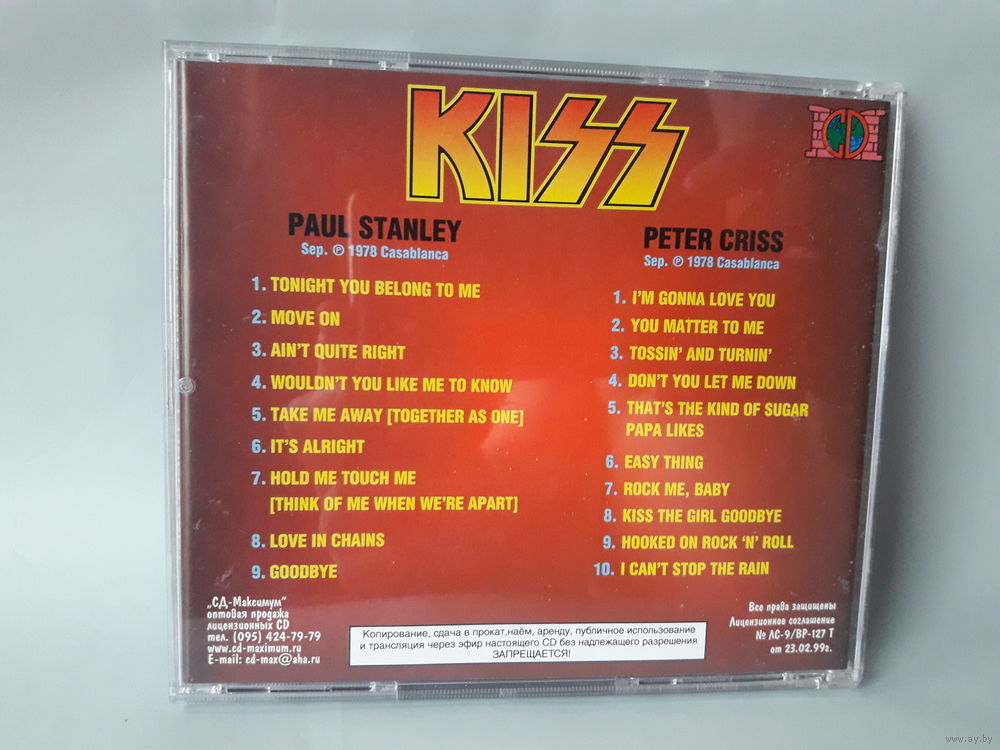 KISS
CD
PAUL STANLEY
Sep. ℗ 1978 Casablanca
1. TONIGHT YOU BELONG TO ME
2. MOVE ON
3. AIN'T QUITE RIGHT
4. WOULDN'T YOU LIKE ME TO KNOW
5. TAKE ME AWAY [TOGETHER AS ONE]
6. IT'S ALRIGHT
7. HOLD ME TOUCH ME
[THINK OF ME WHEN WE'RE APART]
8. LOVE IN CHAINS
9. GOODBYE
PETER CRISS
Sep. ℗ 1978 Casablanca
1. I'M GONNA LOVE YOU
2. YOU MATTER TO ME
3. TOSSIN' AND TURNIN'
4. DON'T YOU LET ME DOWN
5. THAT'S THE KIND OF SUGAR
PAPA LIKES
6. EASY THING
7. ROCK ME, BABY
8. KISS THE GIRL GOODBYE
9. HOOKED ON ROCK 'N' ROLL
10. I CAN'T STOP THE RAIN
„СД-Максимум"
оптовая продажа
лицензионных CD
тел. (095) 424-79-79
www.cd-maximum.ru
E-mail: cd-max@aha.ru
Копирование, сдача в прокат,наём, аренду, публичное использование
и трансляция через эфир настоящего CD без надлежащего разрешения
ЗАПРЕЩАЕТСЯ!
Все права защищены
Лицензионное соглашение
№ ЛС-9/ВР-127 Т
от 23.02.99г.
www.ay.by